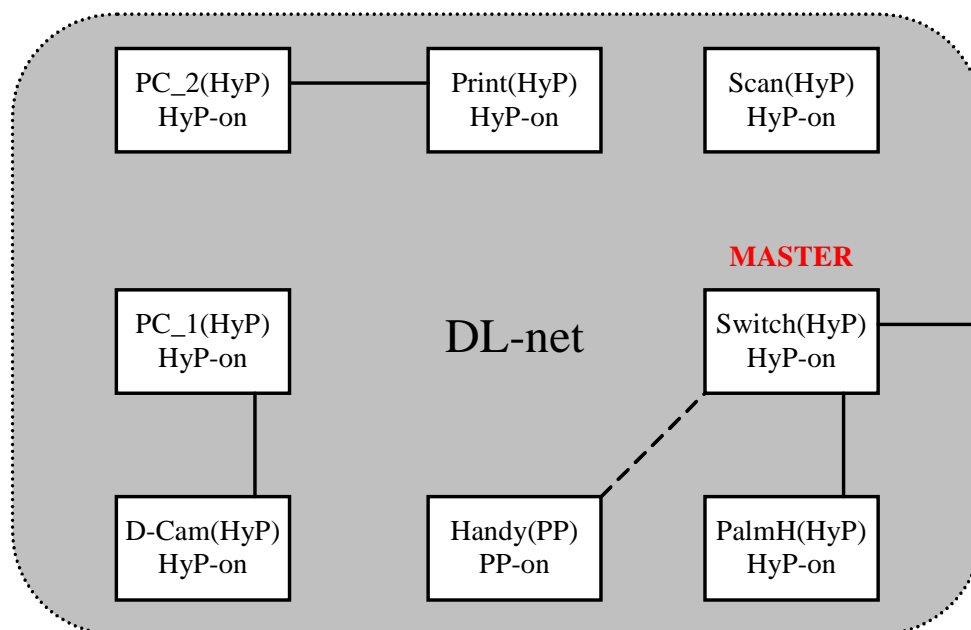 PC_2(HyP)
HyP-on
Print(HyP)
HyP-on
Scan(HyP)
HyP-on
MASTER
PC_1(HyP)
HyP-on
DL-net
Switch(HyP)
HyP-on
D-Cam(HyP)
HyP-on
Handy(PP)
PP-on
PalmH(HyP)
HyP-on